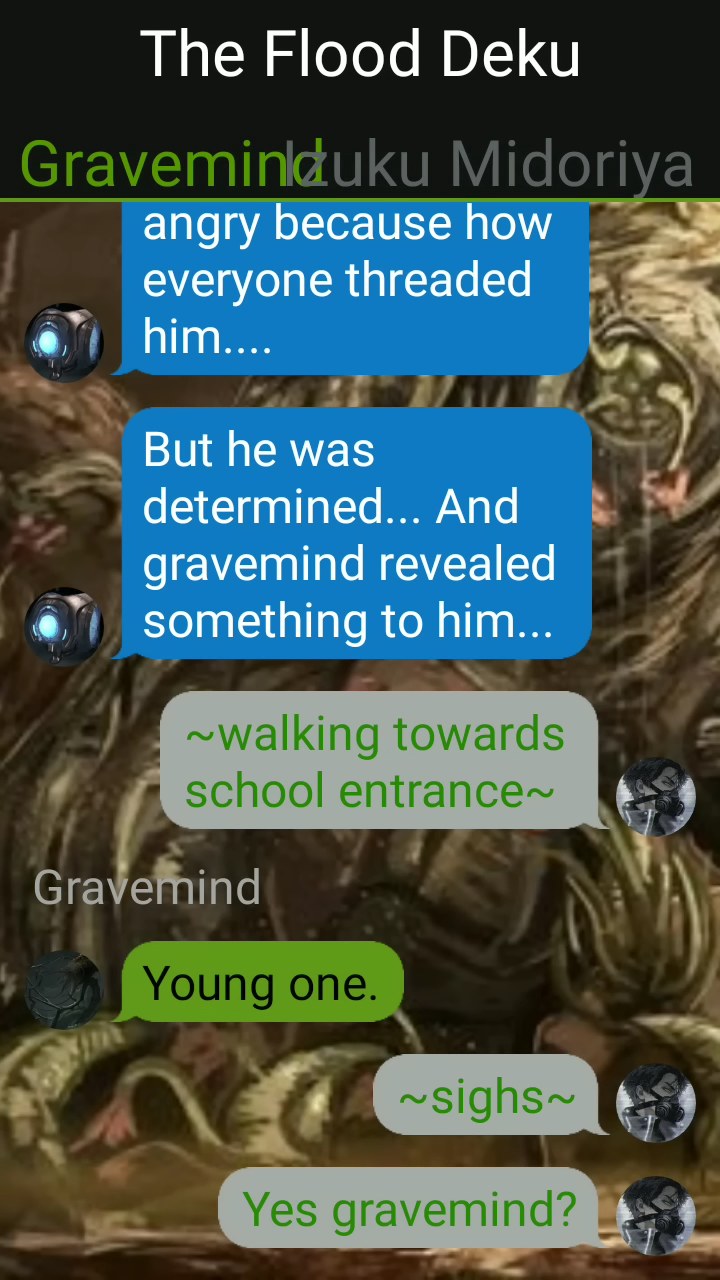 The Flood Deku
Gravemind Izuku Midoriya
angry because how
everyone threaded
him....
But he was
determined... And
gravemind revealed
something to him...
~walking towards
school entrance~
Gravemind
Young one.
~sighs~
Yes gravemind?